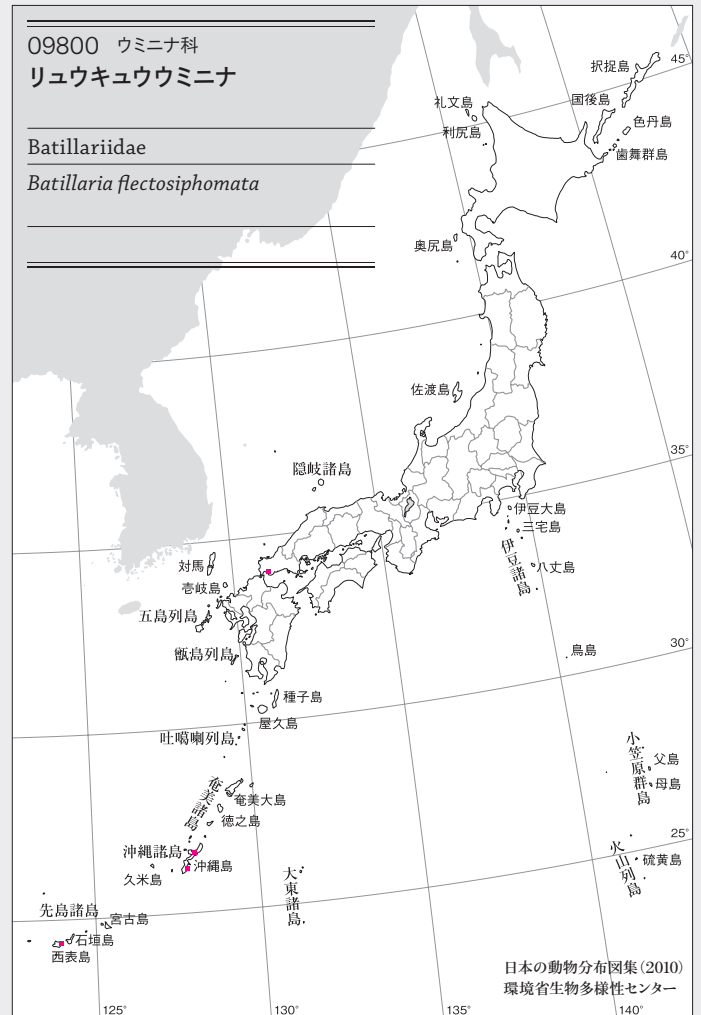 09800 ウミニナ科
リュウキュウウミニナ
Batillariidae
Batillaria flectosiphomata
択捉島
45°
礼文島
国後島
利尻島
色丹島
歯舞群島
奥尻島
40°
佐渡島
35°
隠岐諸島
伊豆大島
三宅島
伊豆諸島
八丈島
対馬
壱岐島
五島列島
甑島列島
鳥島
30°
種子島
屋久島
吐噶喇列島
小笠原群島
父島
母島
奄美諸島
奄美大島
徳之島
25°
沖縄諸島
沖縄島
久米島
火山列島
硫黄島
大東諸島
先島諸島
宮古島
石垣島
西表島
日本の動物分布図集(2010)
環境省生物多様性センター
125°
130°
135°
140°